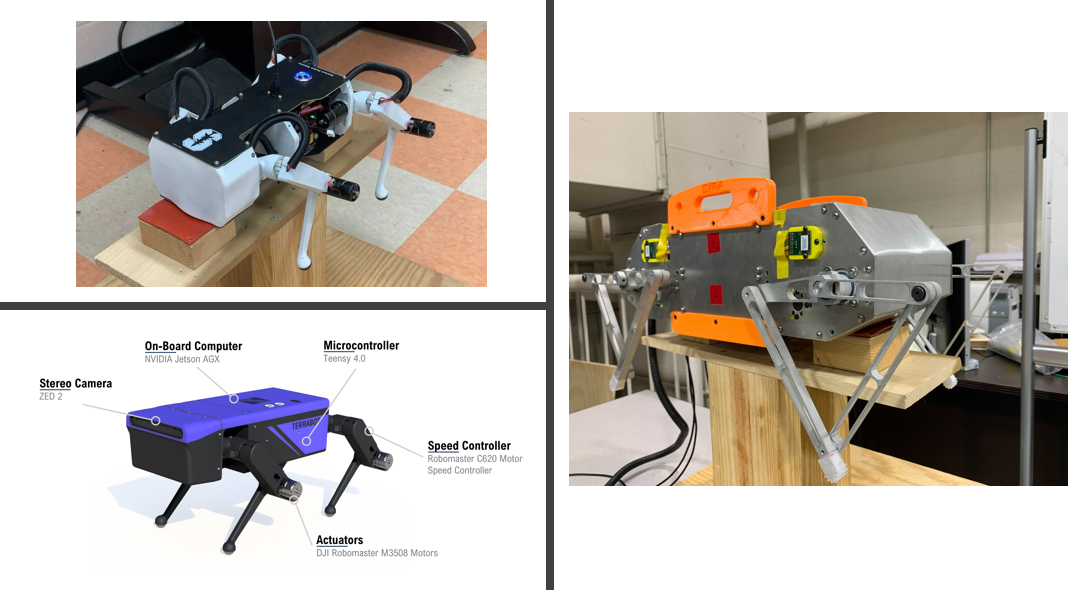 On-Board Computer
NVIDIA Jetson AGX
Microcontroller
Teensy 4.0
Stereo Camera
ZED 2
Speed Controller
Robomaster C620 Motor
Speed Controller
Actuators
DJI Robomaster M3508 Motors